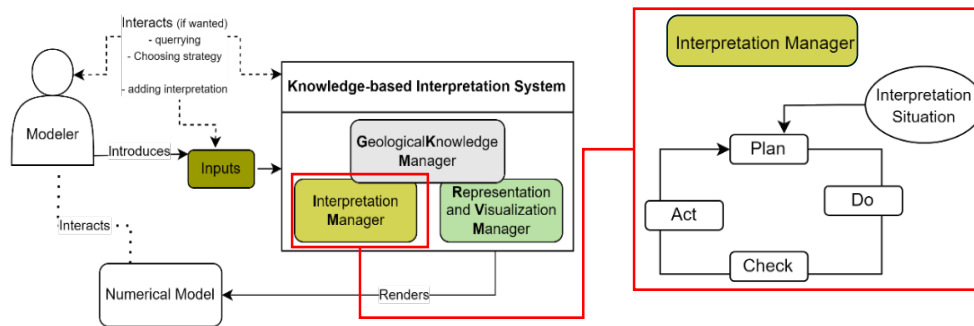 Interacts (if wanted)
- querrying
- Choosing strategy
- adding interpretation
Modeler
Introduces
Inputs
Interacts
Numerical Model
Renders
Knowledge-based Interpretation System
GeologicalKnowledge
Manager
Interpretation
Manager
Representation
and Visualization
Manager
Interpretation Manager
Interpretation
Situation
Plan
Do
Act
Check